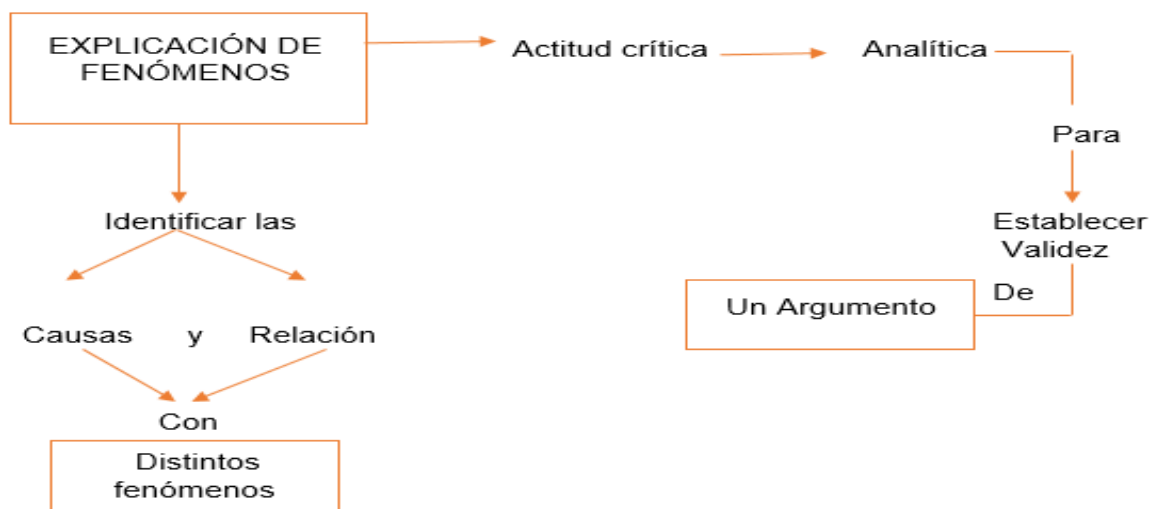 EXPLICACIÓN DE
FENÓMENOS
Actitud crítica
Analítica
Para
Establecer
Validez
De
Un Argumento
Identificar las
Causas y Relación
Con
Distintos
fenómenos